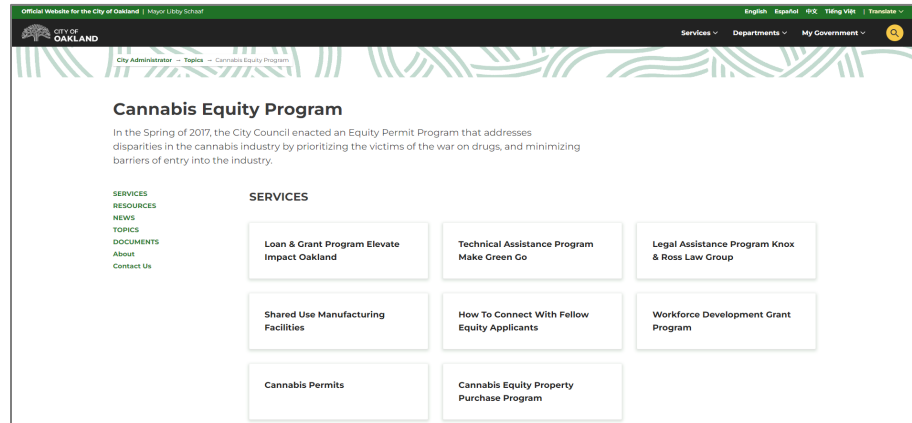 Official Website for the City of Oakland | Mayor Libby Schaaf
English Español 中文 Tiếng Việt | Translate
CITY OF
OAKLAND
Services Departments My Government
City Administrator → Topics → Cannabis Equity Program
Cannabis Equity Program
In the Spring of 2017, the City Council enacted an Equity Permit Program that addresses
disparities in the cannabis industry by prioritizing the victims of the war on drugs, and minimizing
barriers of entry into the industry.
SERVICES
RESOURCES
NEWS
TOPICS
DOCUMENTS
About
Contact Us
SERVICES
Loan & Grant Program Elevate
Impact Oakland
Technical Assistance Program
Make Green Go
Legal Assistance Program Knox
& Ross Law Group
Shared Use Manufacturing
Facilities
How To Connect With Fellow
Equity Applicants
Workforce Development Grant
Program
Cannabis Permits
Cannabis Equity Property
Purchase Program